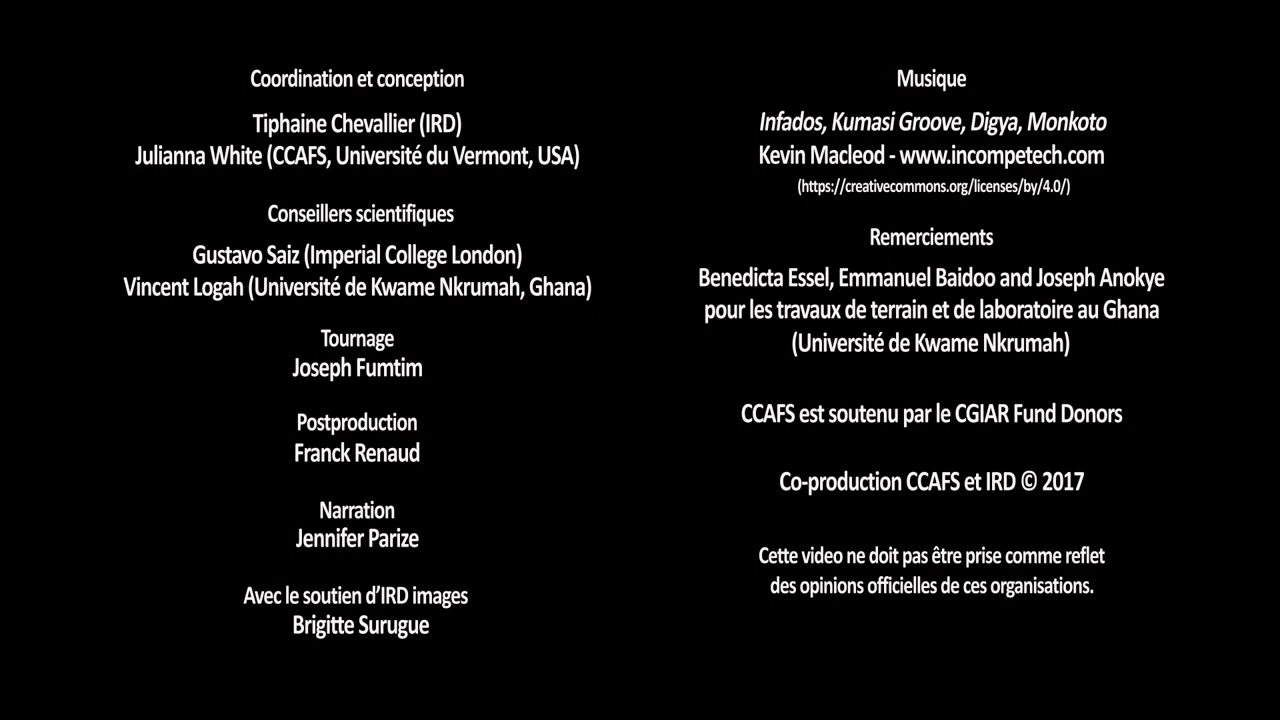 Coordination et conception
Tiphaine Chevallier (IRD)
Julianna White (CCAFS, Université du Vermont, USA)
Conseillers scientifiques
Gustavo Saiz (Imperial College London)
Vincent Logah (Université de Kwame Nkrumah, Ghana)
Tournage
Joseph Fumtim
Postproduction
Franck Renaud
Narration
Jennifer Parize
Avec le soutien d'IRD images
Brigitte Surugue
Musique
Infados, Kumasi Groove, Digya, Monkoto
Kevin Macleod - www.incompetech.com
(https://creativecommons.org/licenses/by/4.0/)
Remerciements
Benedicta Essel, Emmanuel Baidoo and Joseph Anokye
pour les travaux de terrain et de laboratoire au Ghana
(Université de Kwame Nkrumah)
CCAFS est soutenu par le CGIAR Fund Donors
Co-production CCAFS et IRD © 2017
Cette video ne doit pas être prise comme reflet
des opinions officielles de ces organisations.